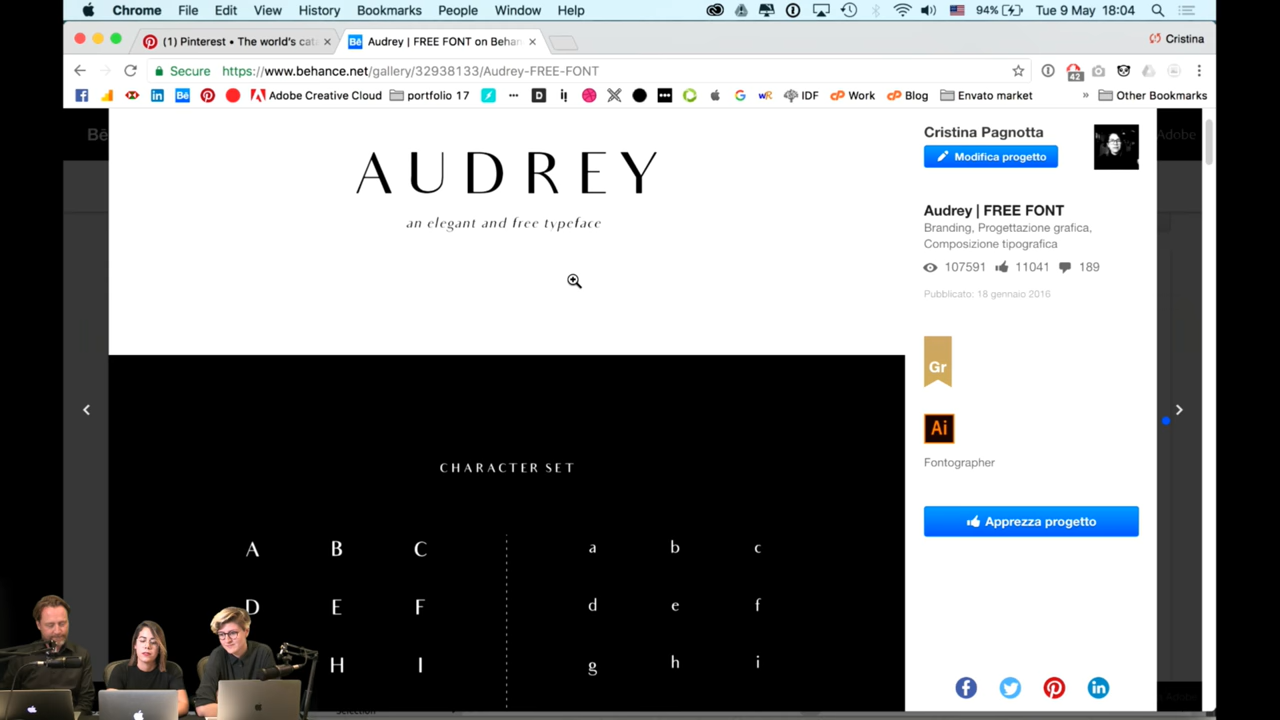 Chrome File Edit View History Bookmarks People Window Help 94% Tue 9 May 18:04
(1) Pinterest • The world's cat
Audrey | FREE FONT on Behan
Cristina
Secure https://www.behance.net/gallery/32938133/Audrey-FREE-FONT
42
Adobe Creative Cloud portfolio 17 IDF Work Blog Envato market » Other Bookmarks
Bē
Adobe
AUDREY
an elegant and free typeface
Cristina Pagnotta
Modifica progetto
Audrey | FREE FONT
Branding, Progettazione grafica,
Composizione tipografica
107591 11041 189
Pubblicato: 18 gennaio 2016
Gr
Ai
Fontographer
Apprezza progetto
CHARACTER SET
A B C a b c
D E F d e f
H I g h i